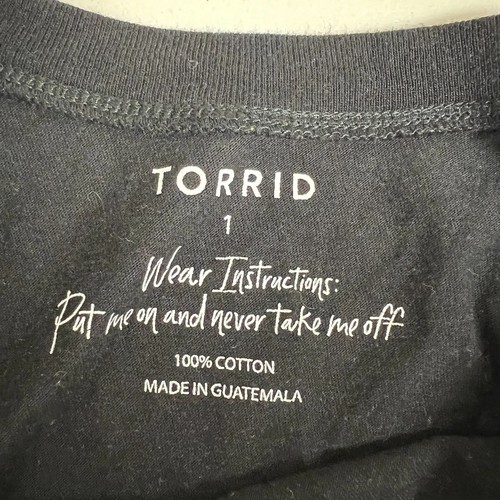 TORRID
1
Wear Instructions:
Put me on and never take me off
100% COTTON
MADE IN GUATEMALA